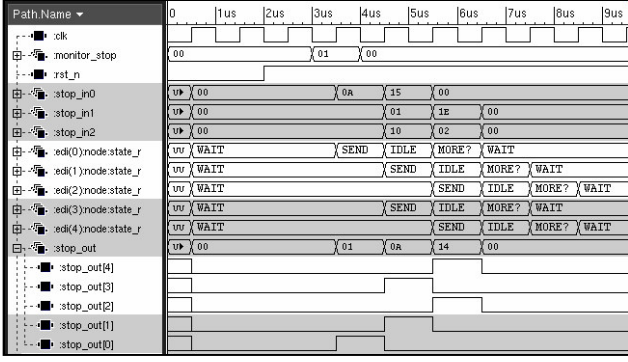 Path.Name 0 1us 2us 3us 4us 5us 6us 7us 8us 9us
:clk
:monitor_stop 00 01 00
:rst_n
:stop_in0 U 00 0A 15 00
:stop_in1 U 00 01 1E 00
:stop_in2 U 00 10 02 00
:edi(0):node:state_r WAIT SEND IDLE MORE? WAIT
:edi(1):node:state_r WAIT SEND IDLE MORE? WAIT
:edi(2):node:state_r WAIT SEND IDLE MORE? WAIT
:edi(3):node:state_r WAIT SEND IDLE MORE? WAIT
:edi(4):node:state_r WAIT SEND IDLE MORE? WAIT
:stop_out U 00 01 0A 14 00
:stop_out[4]
:stop_out[3]
:stop_out[2]
:stop_out[1]
:stop_out[0]